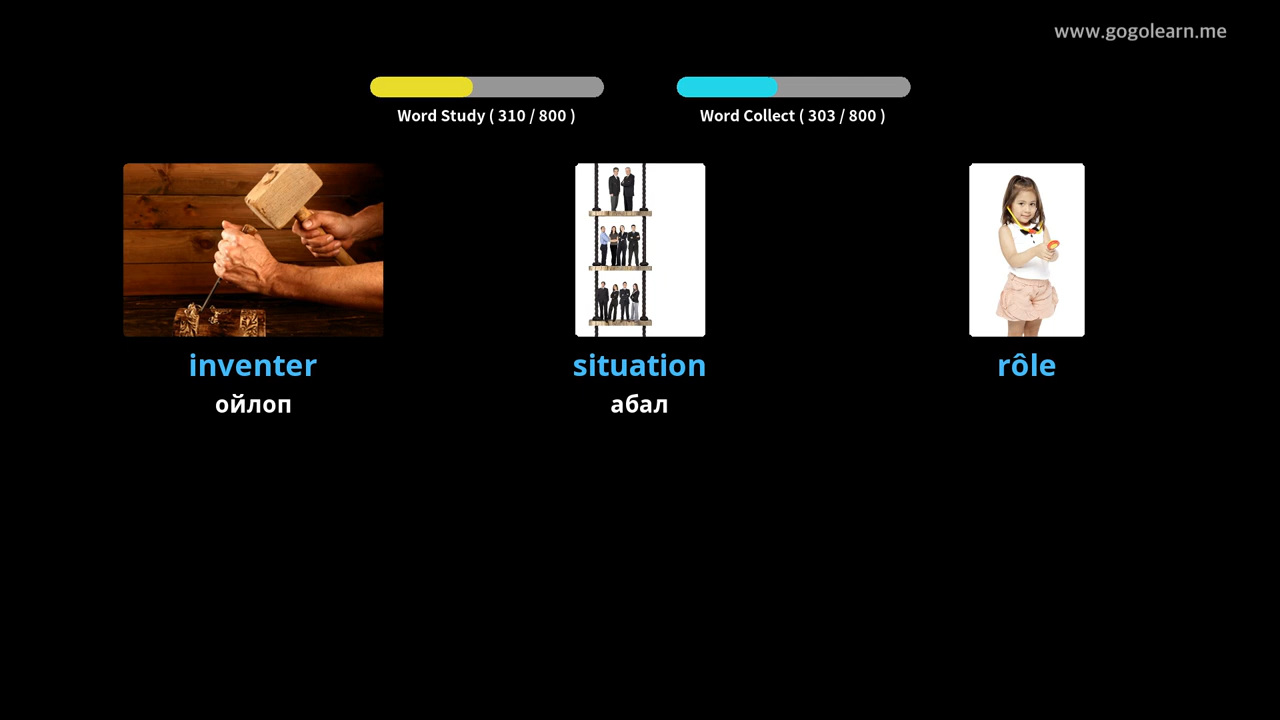 www.gogolearn.me
Word Study ( 310 / 800 )
Word Collect ( 303 / 800 )
inventer
ойлоп
situation
абал
rôle